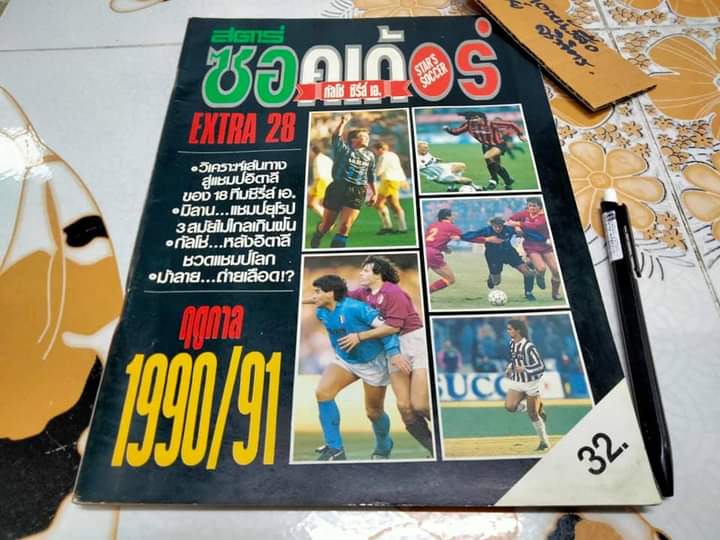 สตาร์
ซอคเก้อร์
กัลโช่ ซีรี่ส์ เอ.
STAR'S
SOCCER
EXTRA 28
•วิเคราะห์เส้นทาง
สู่แชมป์อิตาลี
ของ 18 ทีมซีรี่ส์ เอ.
•มิลาน...แชมป์ยุโรป
3 สมัยไม่ไกลเกินฝัน
•กัลโช่...หลังอิตาลี
ชวดแชมป์โลก
•ม้าลาย...ถ่ายเลือด!?
ฤดูกาล
1990/91
SUCC
32.